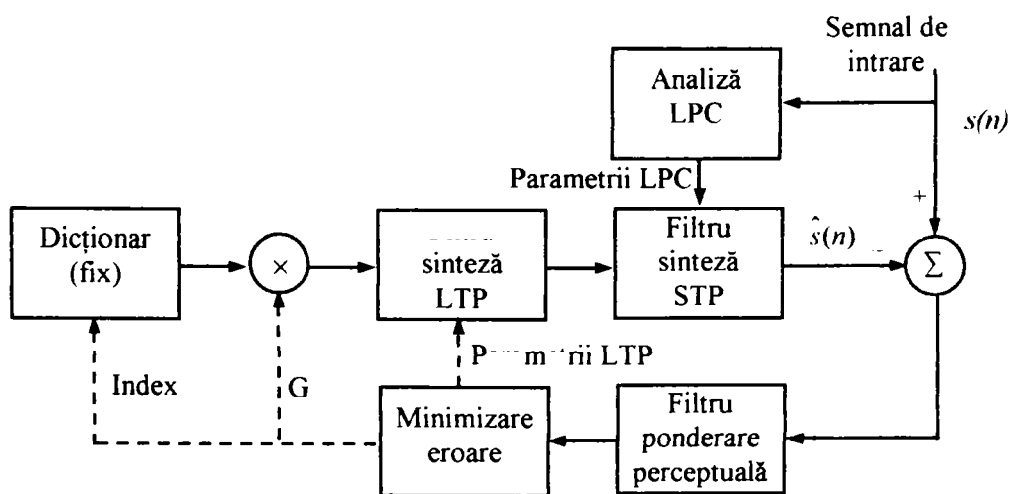 Semnal de
intrare
Analiză
LPC
s(n)
Parametrii LPC
+
Dicționar
(fix)
×
sinteză
LTP
Filtru
sinteză
STP
ŝ(n)
Σ
LTP
Index
G
Minimizare
eroare
Filtru
ponderare
perceptuală